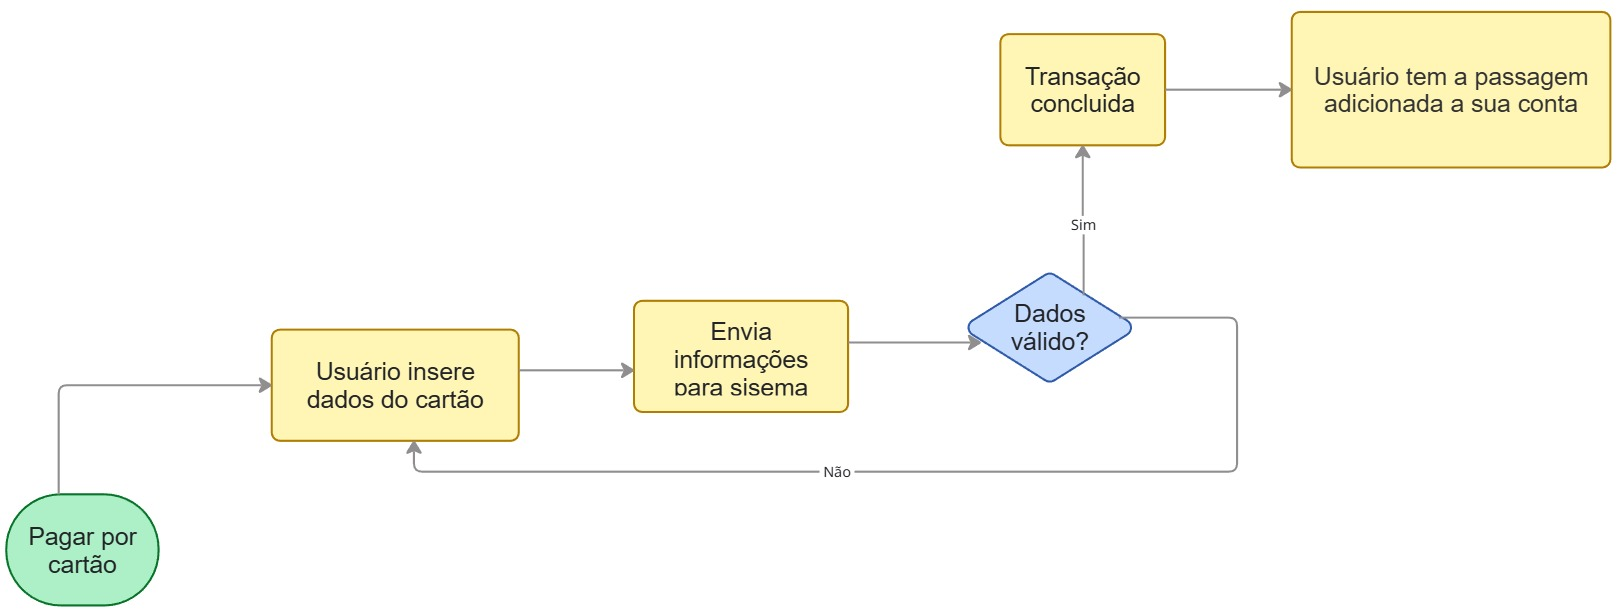 Transação
concluida
Usuário tem a passagem
adicionada a sua conta
Sim
Dados
válido?
Envia
informações
para sisema
Usuário insere
dados do cartão
Não
Pagar por
cartão